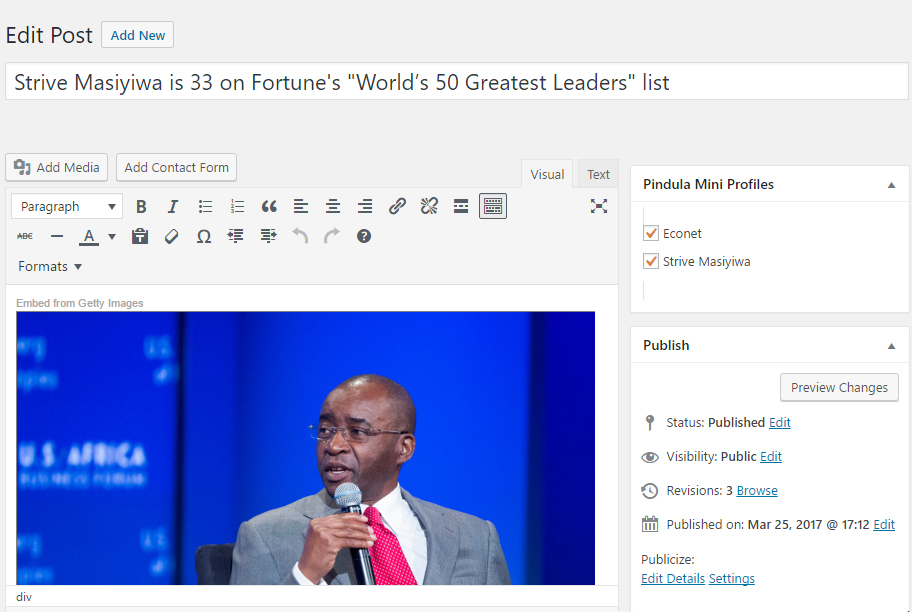 Edit Post Add New
Strive Masiyiwa is 33 on Fortune's "World’s 50 Greatest Leaders" list
Add Media Add Contact Form
Visual Text
Paragraph
ABC
Formats
Embed from Getty Images
U.S. AFRICA
BUSINESS FORUM
U.S.
div
Pindula Mini Profiles
Econet
Strive Masiyiwa
Publish
Preview Changes
Status: Published Edit
Visibility: Public Edit
Revisions: 3 Browse
Published on: Mar 25, 2017 @ 17:12 Edit
Publicize:
Edit Details Settings